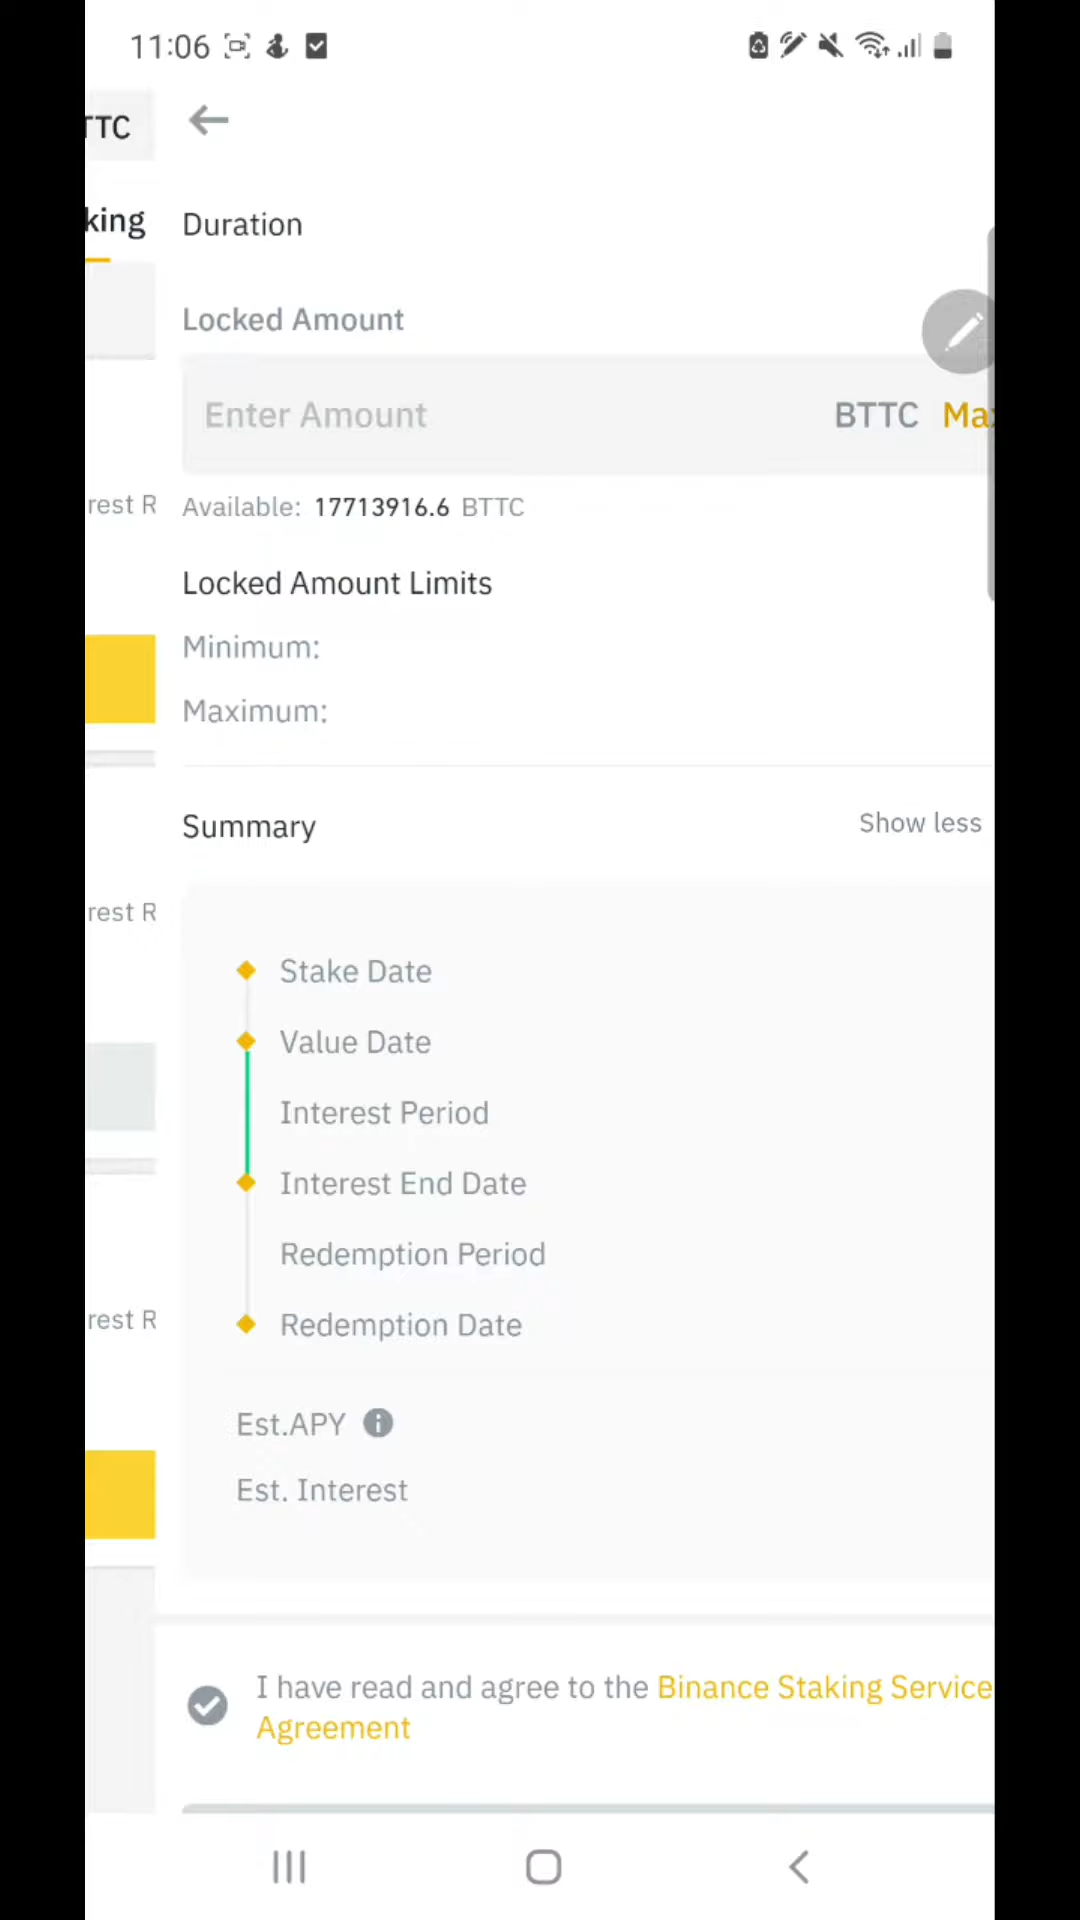 11:06
TTC
king
Duration
Locked Amount
Enter Amount BTTC Max
rest R
Available: 17713916.6 BTTC
Locked Amount Limits
Minimum:
Maximum:
Summary Show less
rest R
Stake Date
Value Date
Interest Period
Interest End Date
Redemption Period
rest R
Redemption Date
Est.APY
Est. Interest
I have read and agree to the Binance Staking Service
Agreement